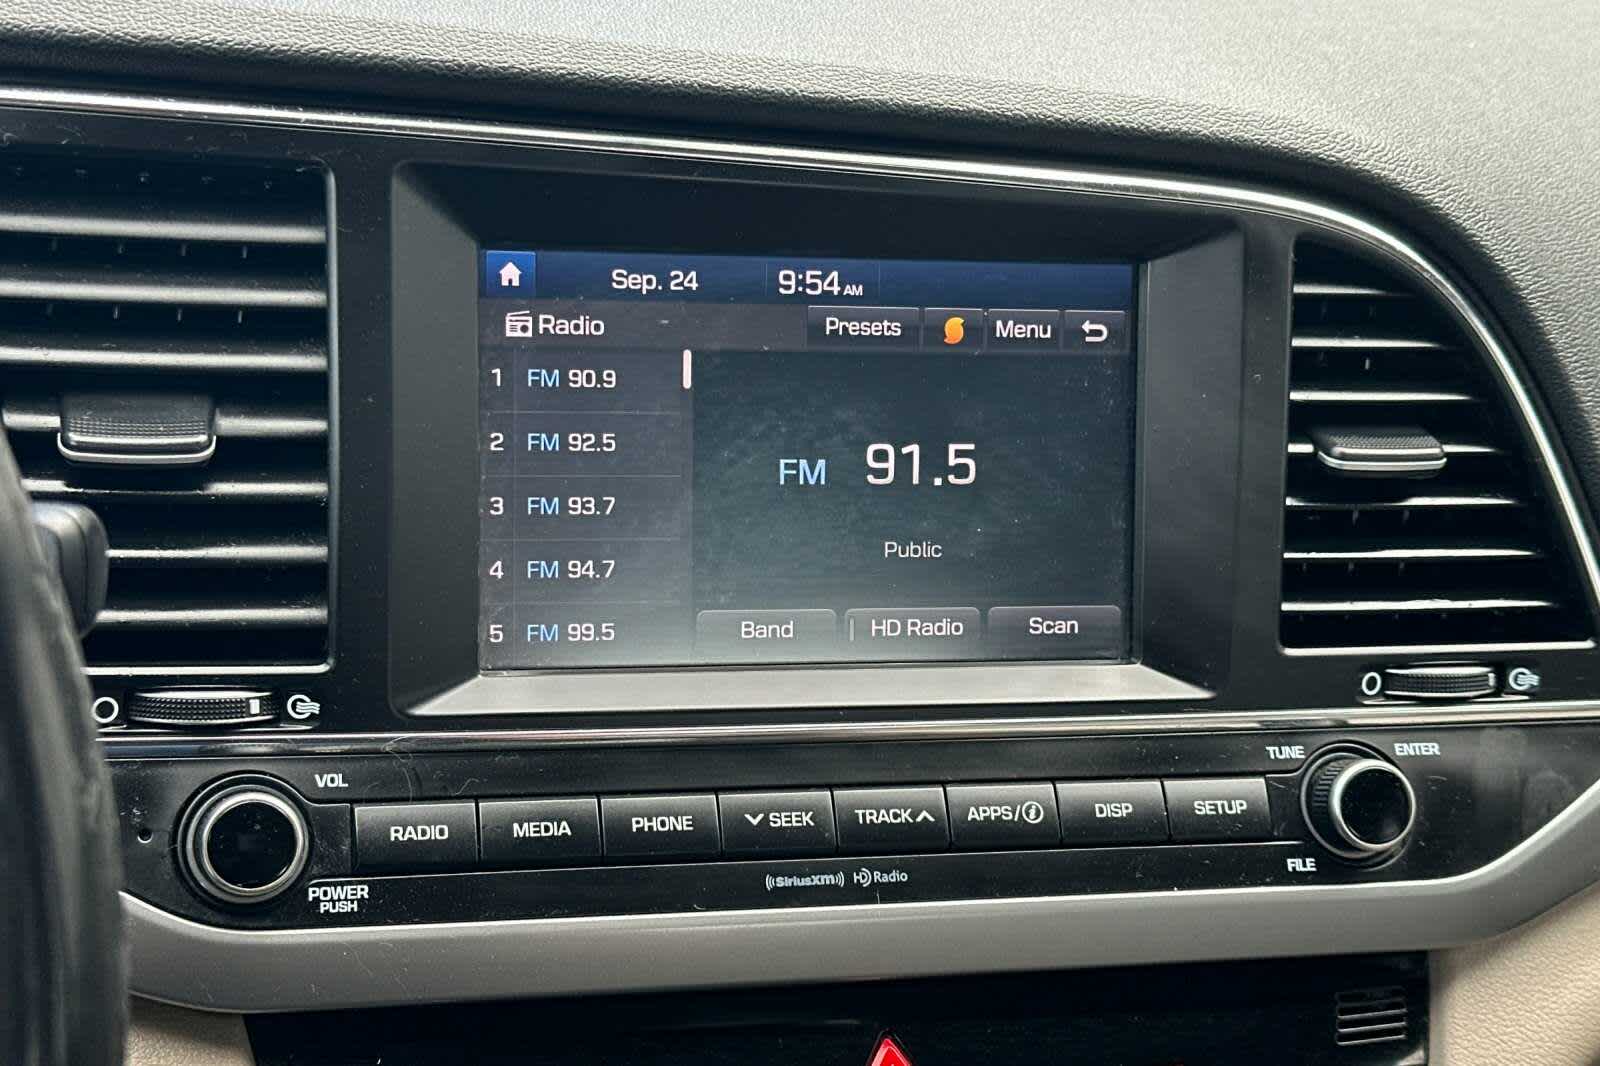 Sep. 24 9:54 AM
Radio Presets Menu
1 FM 90.9
2 FM 92.5
3 FM 93.7
4 FM 94.7
5 FM 99.5
FM 91.5
Public
Band HD Radio Scan
VOL
TUNE ENTER
RADIO MEDIA PHONE SEEK TRACK APPS/i DISP SETUP
POWER
PUSH
FILE
SiriusXM HD Radio